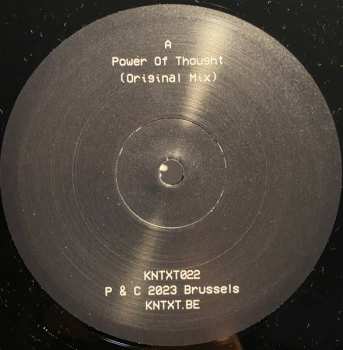 A
Power Of Thought
(Original Mix)
KNTXT022
P & C 2023 Brussels
KNTXT.BE